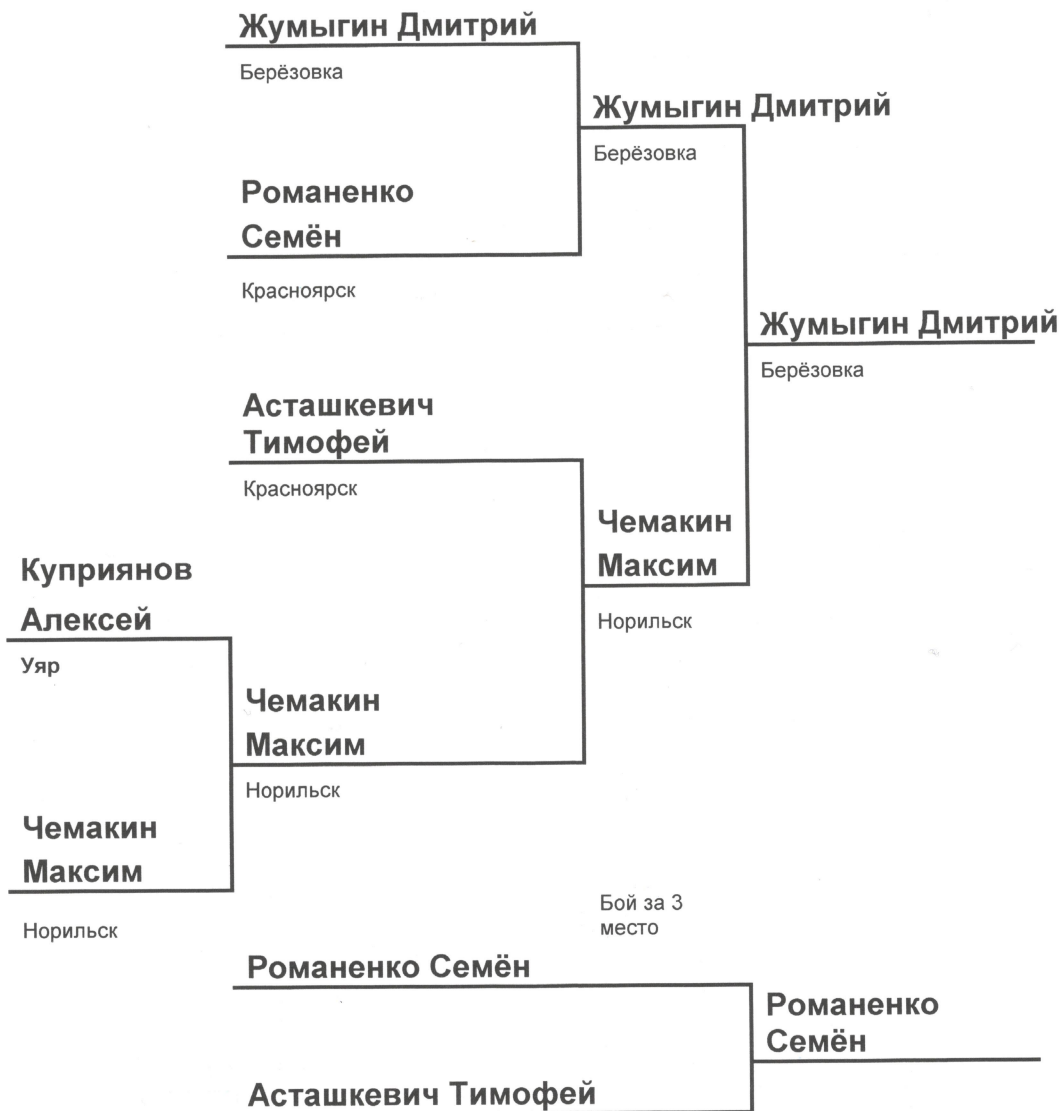 Жумыгин Дмитрий
Берёзовка
Жумыгин Дмитрий
Берёзовка
Романенко
Семён
Красноярск
Жумыгин Дмитрий
Берёзовка
Асташкевич
Тимофей
Красноярск
Чемакин
Максим
Норильск
Куприянов
Алексей
Уяр
Чемакин
Максим
Норильск
Чемакин
Максим
Норильск
Бой за 3
место
Романенко Семён
Романенко
Семён
Асташкевич Тимофей